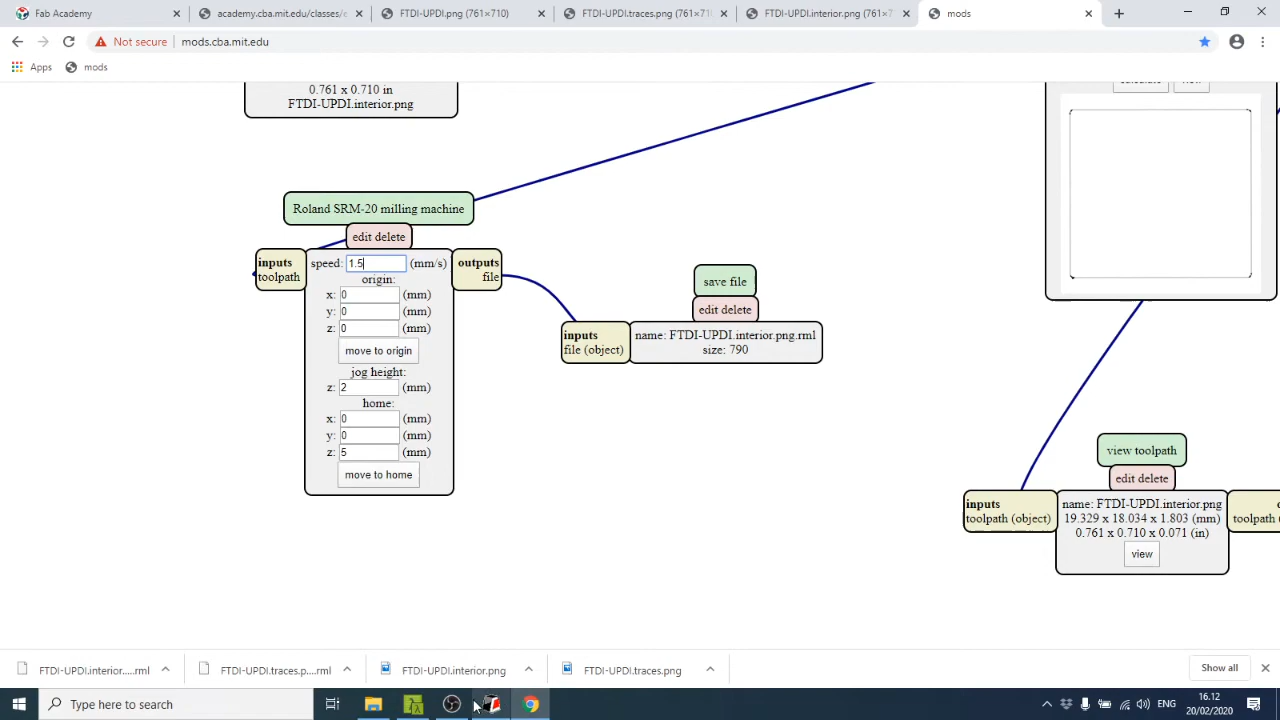 Fab Academy
academy.cba.mit.edu/classes/c
FTDI-UPDI.png (761×710)
FTDI-UPDI.traces.png (761×71
FTDI-UPDI.interior.png (761×7
mods
Not secure
mods.cba.mit.edu
Apps
mods
0.761 x 0.710 in
FTDI-UPDI.interior.png
Roland SRM-20 milling machine
edit delete
inputs
toolpath
speed: 1.5 (mm/s)
origin:
x: 0 (mm)
y: 0 (mm)
z: 0 (mm)
move to origin
jog height:
z: 2 (mm)
home:
x: 0 (mm)
y: 0 (mm)
z: 5 (mm)
move to home
outputs
file
save file
edit delete
inputs
file (object)
name: FTDI-UPDI.interior.png.rml
size: 790
view toolpath
edit delete
inputs
toolpath (object)
name: FTDI-UPDI.interior.png
19.329 x 18.034 x 1.803 (mm)
0.761 x 0.710 x 0.071 (in)
view
toolpath (
FTDI-UPDI.interior.....rml
FTDI-UPDI.traces.p....rml
FTDI-UPDI.interior.png
FTDI-UPDI.traces.png
Show all
Type here to search
ENG
16.12
20/02/2020